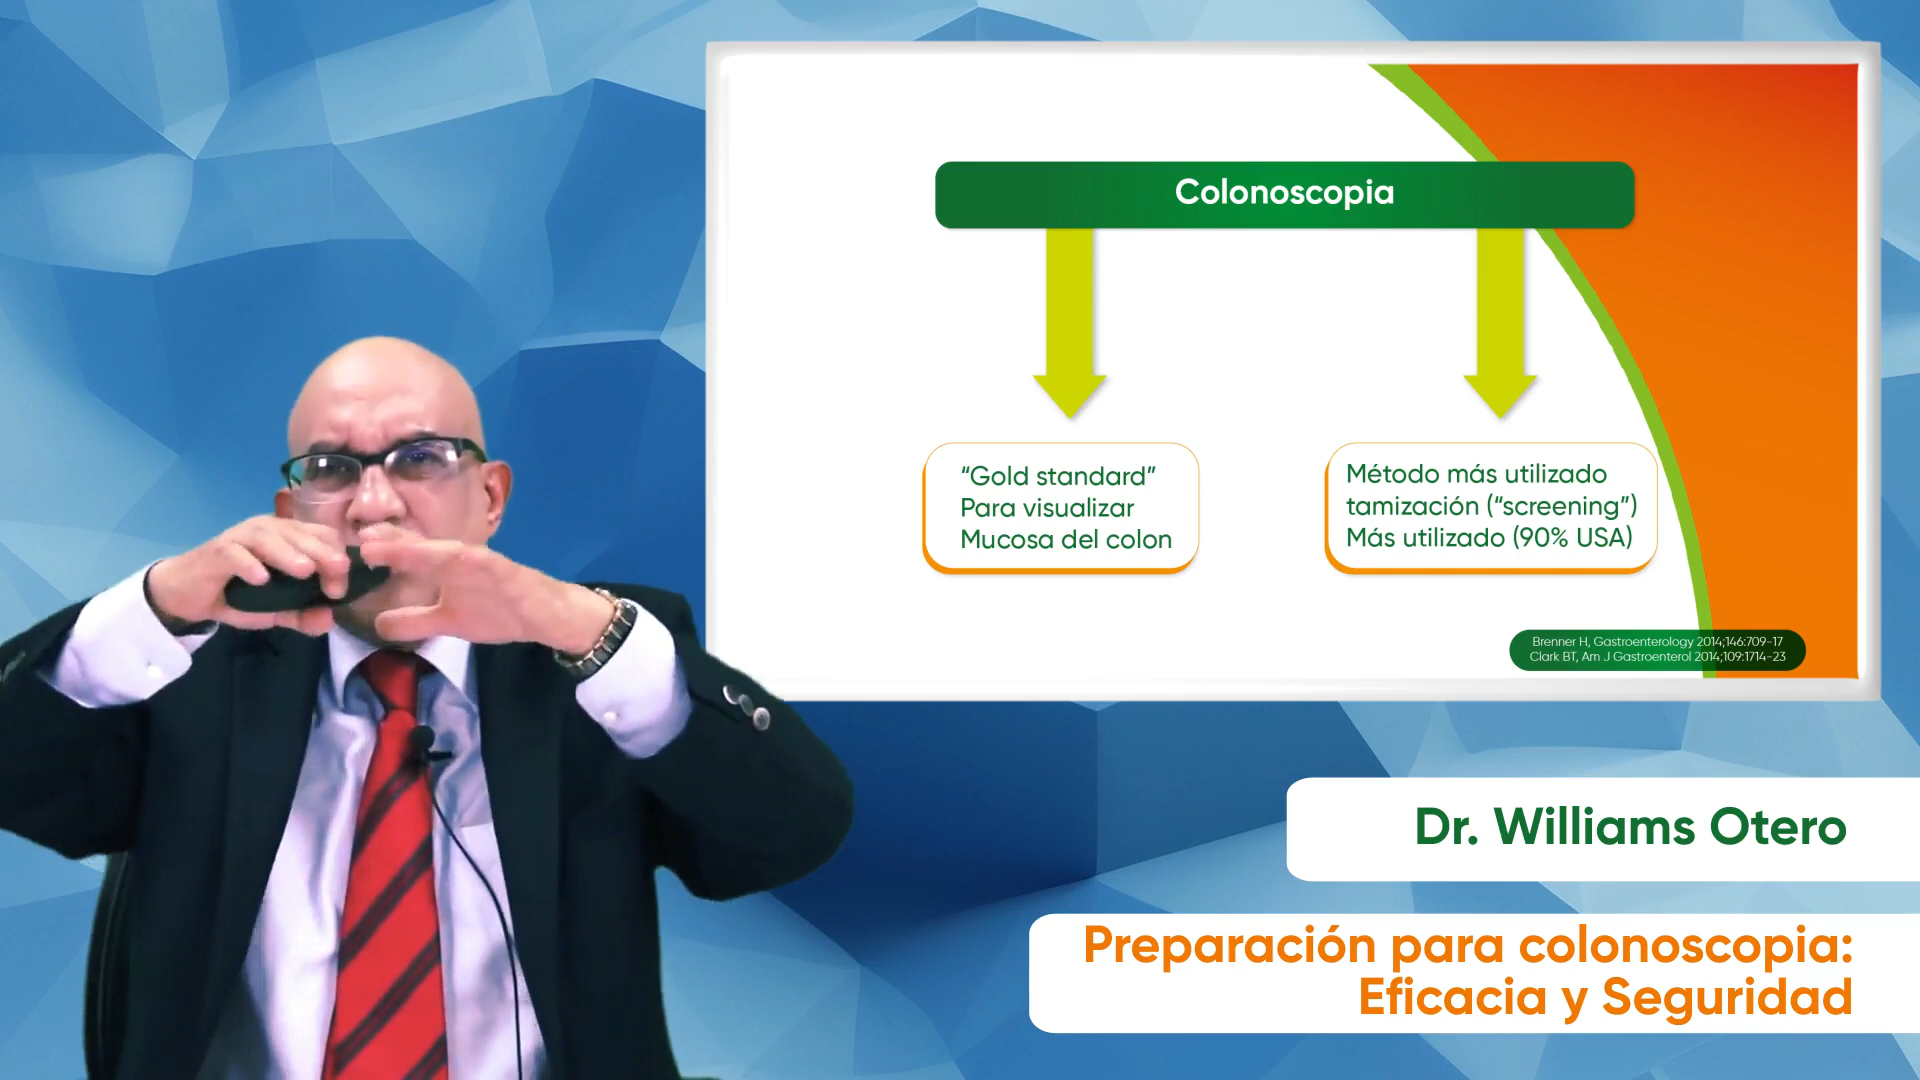 Colonoscopia
“Gold standard”
Para visualizar
Mucosa del colon
Método más utilizado
tamización (“screening”)
Más utilizado (90% USA)
Brenner H, Gastroenterology 2014;146:709-17
Clark BT, Am J Gastroenterol 2014;109:1714-23
Dr. Williams Otero
Preparación para colonoscopia:
Eficacia y Seguridad